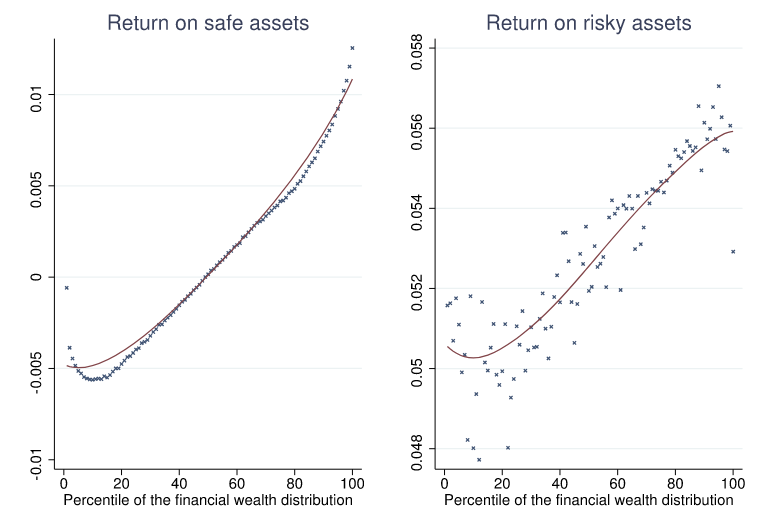 Return on safe assets
0.01
0.005
0
-0.005
-0.01
0 20 40 60 80 100
Percentile of the financial wealth distribution
Return on risky assets
0.058
0.056
0.054
0.052
0.05
0.048
0 20 40 60 80 100
Percentile of the financial wealth distribution